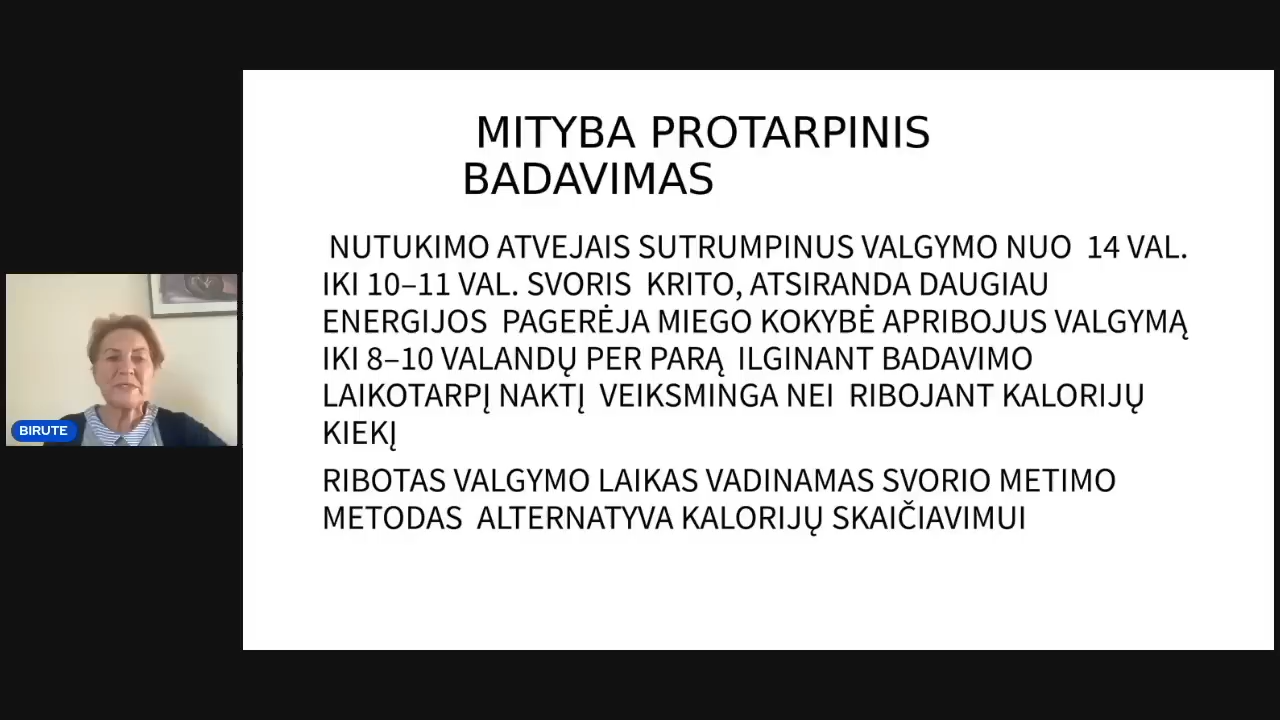 MITYBA PROTARPINIS
BADAVIMAS
NUTUKIMO ATVEJAIS SUTRUMPINUS VALGYMO NUO 14 VAL.
IKI 10–11 VAL. SVORIS KRITO, ATSIRANDA DAUGIAU
ENERGIJOS PAGERĖJA MIEGO KOKYBĖ APRIBOJUS VALGYMĄ
IKI 8–10 VALANDŲ PER PARĄ ILGINANT BADAVIMO
LAIKOTARPĮ NAKTĮ VEIKSMINGA NEI RIBOJANT KALORIJŲ
KIEKĮ
RIBOTAS VALGYMO LAIKAS VADINAMAS SVORIO METIMO
METODAS ALTERNATYVA KALORIJŲ SKAIČIAVIMUI
BIRUTE